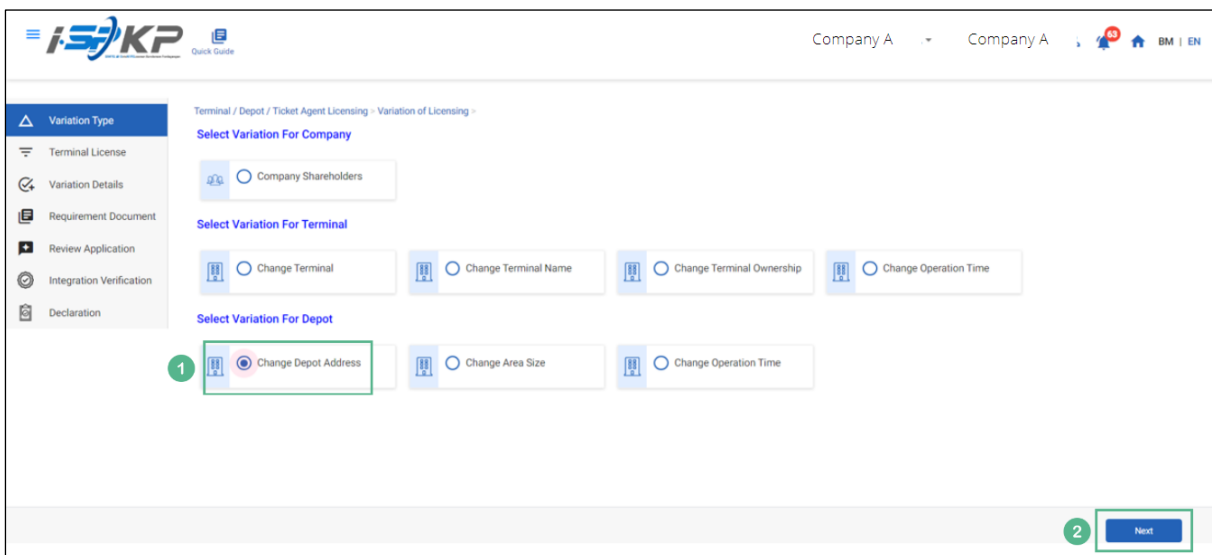 i-SPKP
Quick Guide
Company A
Company A
63
BM | EN
Variation Type
Terminal License
Variation Details
Requirement Document
Review Application
Integration Verification
Declaration
Terminal / Depot / Ticket Agent Licensing > Variation of Licensing >
Select Variation For Company
Company Shareholders
Select Variation For Terminal
Change Terminal
Change Terminal Name
Change Terminal Ownership
Change Operation Time
Select Variation For Depot
1
Change Depot Address
Change Area Size
Change Operation Time
2
Next